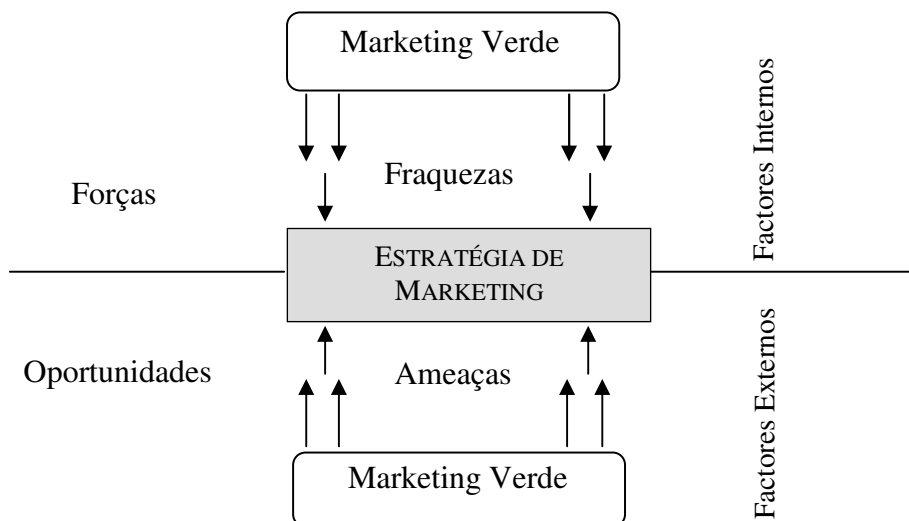 Marketing Verde
Factores Internos
Forças
Fraquezas
ESTRATÉGIA DE
MARKETING
Oportunidades
Ameaças
Factores Externos
Marketing Verde